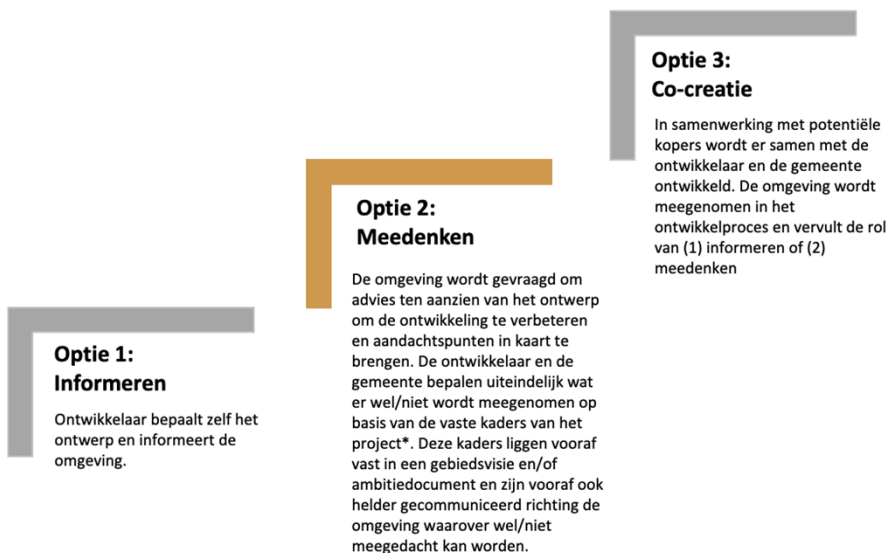 Optie 1:
Informeren
Ontwikkelaar bepaalt zelf het
ontwerp en informeert de
omgeving.
Optie 2:
Meedenken
De omgeving wordt gevraagd om
advies ten aanzien van het ontwerp
om de ontwikkeling te verbeteren
en aandachtspunten in kaart te
brengen. De ontwikkelaar en de
gemeente bepalen uiteindelijk wat
er wel/niet wordt meegenomen op
basis van de vaste kaders van het
project*. Deze kaders liggen vooraf
vast in een gebiedsvisie en/of
ambitiedocument en zijn vooraf ook
helder gecommuniceerd richting de
omgeving waarover wel/niet
meegedacht kan worden.
Optie 3:
Co-creatie
In samenwerking met potentiële
kopers wordt er samen met de
ontwikkelaar en de gemeente
ontwikkeld. De omgeving wordt
meegenomen in het
ontwikkelproces en vervult de rol
van (1) informeren of (2)
meedenken